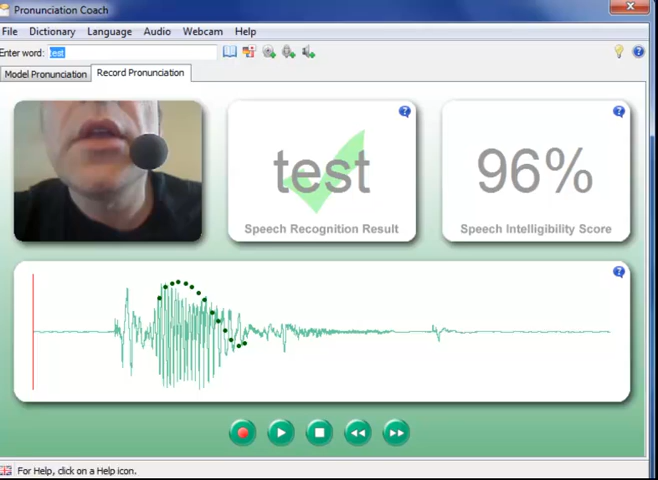 Pronunciation Coach
File Dictionary Language Audio Webcam Help
Enter word: test
Model Pronunciation Record Pronunciation
test
Speech Recognition Result
96%
Speech Intelligibility Score
For Help, click on a Help icon.